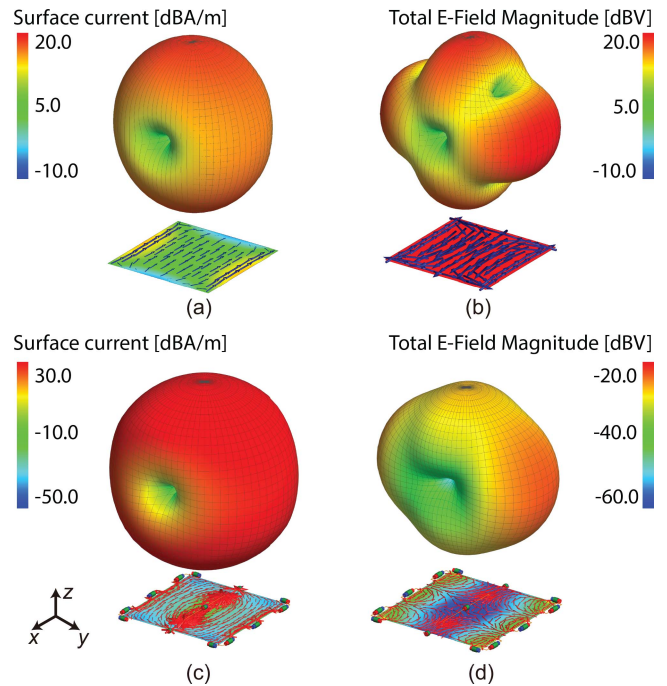 Surface current [dBA/m]
Total E-Field Magnitude [dBV]
20.0
5.0
-10.0
20.0
5.0
-10.0
(a)
(b)
Surface current [dBA/m]
Total E-Field Magnitude [dBV]
30.0
-10.0
-50.0
-20.0
-40.0
-60.0
z
x
y
(c)
(d)